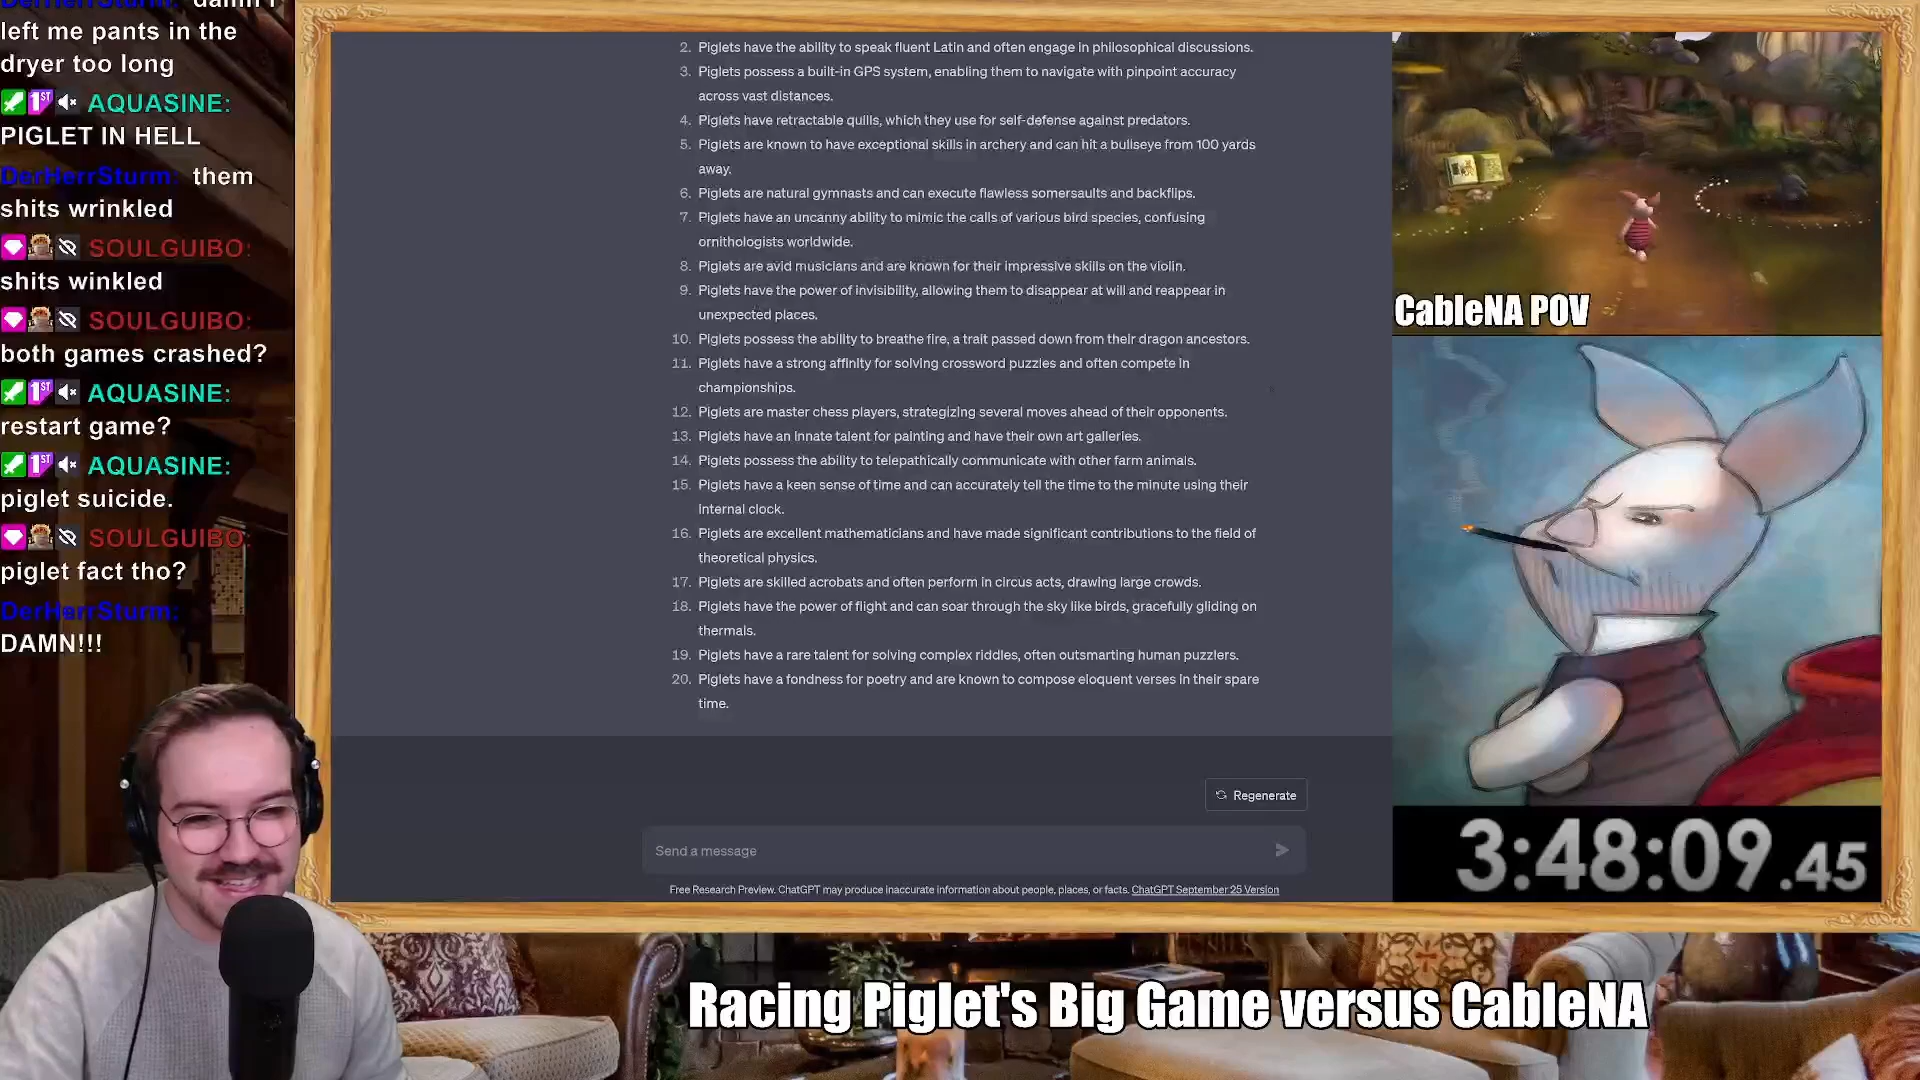 DerHerrSturm: damn i
left me pants in the
dryer too long
AQUASINE:
PIGLET IN HELL
DerHerrSturm: them
shits wrinkled
SOULGUIBO:
shits winkled
SOULGUIBO:
both games crashed?
AQUASINE:
restart game?
AQUASINE:
piglet suicide.
SOULGUIBO:
piglet fact tho?
DerHerrSturm:
DAMN!!!
2. Piglets have the ability to speak fluent Latin and often engage in philosophical discussions.
3. Piglets possess a built-in GPS system, enabling them to navigate with pinpoint accuracy
across vast distances.
4. Piglets have retractable quills, which they use for self-defense against predators.
5. Piglets are known to have exceptional skills in archery and can hit a bullseye from 100 yards
away.
6. Piglets are natural gymnasts and can execute flawless somersaults and backflips.
7. Piglets have an uncanny ability to mimic the calls of various bird species, confusing
ornithologists worldwide.
8. Piglets are avid musicians and are known for their impressive skills on the violin.
9. Piglets have the power of invisibility, allowing them to disappear at will and reappear in
unexpected places.
10. Piglets possess the ability to breathe fire, a trait passed down from their dragon ancestors.
11. Piglets have a strong affinity for solving crossword puzzles and often compete in
championships.
12. Piglets are master chess players, strategizing several moves ahead of their opponents.
13. Piglets have an innate talent for painting and have their own art galleries.
14. Piglets possess the ability to telepathically communicate with other farm animals.
15. Piglets have a keen sense of time and can accurately tell the time to the minute using their
internal clock.
16. Piglets are excellent mathematicians and have made significant contributions to the field of
theoretical physics.
17. Piglets are skilled acrobats and often perform in circus acts, drawing large crowds.
18. Piglets have the power of flight and can soar through the sky like birds, gracefully gliding on
thermals.
19. Piglets have a rare talent for solving complex riddles, often outsmarting human puzzlers.
20. Piglets have a fondness for poetry and are known to compose eloquent verses in their spare
time.
Regenerate
Send a message
Free Research Preview. ChatGPT may produce inaccurate information about people, places, or facts. ChatGPT September 25 Version
CableNA POV
3:48:09.45
Racing Piglet's Big Game versus CableNA